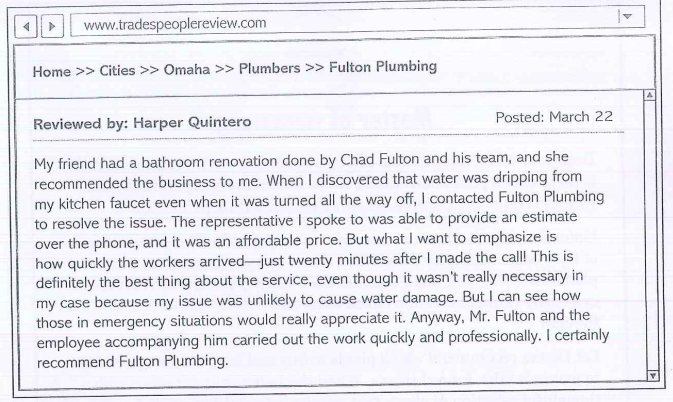 www.tradespeoplereview.com
Home >> Cities >> Omaha >> Plumbers >> Fulton Plumbing
Reviewed by: Harper Quintero
Posted: March 22
My friend had a bathroom renovation done by Chad Fulton and his team, and she
recommended the business to me. When I discovered that water was dripping from
my kitchen faucet even when it was turned all the way off, I contacted Fulton Plumbing
to resolve the issue. The representative I spoke to was able to provide an estimate
over the phone, and it was an affordable price. But what I want to emphasize is
how quickly the workers arrived—just twenty minutes after I made the call! This is
definitely the best thing about the service, even though it wasn't really necessary in
my case because my issue was unlikely to cause water damage. But I can see how
those in emergency situations would really appreciate it. Anyway, Mr. Fulton and the
employee accompanying him carried out the work quickly and professionally. I certainly
recommend Fulton Plumbing.